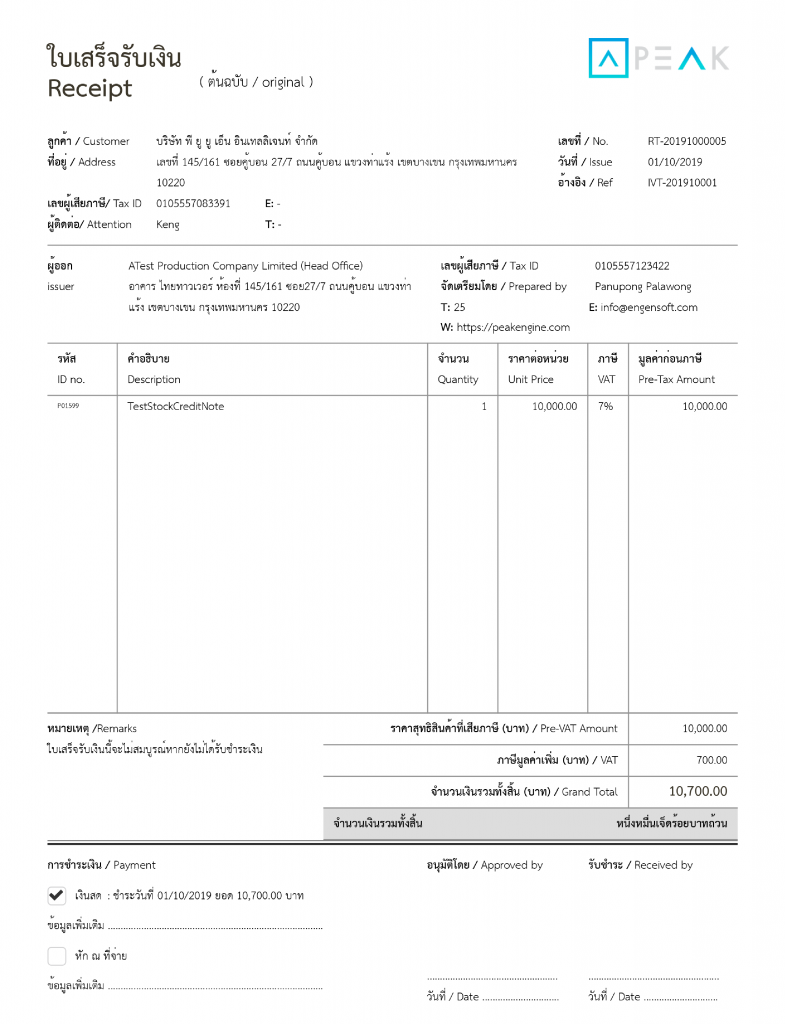 ใบเสร็จรับเงิน
Receipt
( ต้นฉบับ / original )
PEAK
ลูกค้า / Customer บริษัท พี ยู ยู เอ็น อินเทลลิเจนท์ จำกัด
ที่อยู่ / Address เลขที่ 145/161 ซอยคู้บอน 27/7 ถนนคู้บอน แขวงท่าแร้ง เขตบางเขน กรุงเทพมหานคร
10220
เลขผู้เสียภาษี/ Tax ID 0105557083391 E: -
ผู้ติดต่อ/ Attention Keng T: -
เลขที่ / No. RT-20191000005
วันที่ / Issue 01/10/2019
อ้างอิง / Ref IVT-201910001
ผู้ออก ATest Production Company Limited (Head Office)
issuer อาคาร ไทยทาวเวอร์ ห้องที่ 145/161 ซอย27/7 ถนนคู้บอน แขวงท่า
แร้ง เขตบางเขน กรุงเทพมหานคร 10220
เลขผู้เสียภาษี / Tax ID 0105557123422
จัดเตรียมโดย / Prepared by Panupong Palawong
T: 25 E: info@engensoft.com
W: https://peakengine.com
รหัส คำอธิบาย จำนวน ราคาต่อหน่วย ภาษี มูลค่าก่อนภาษี
ID no. Description Quantity Unit Price VAT Pre-Tax Amount
P01599 TestStockCreditNote 1 10,000.00 7% 10,000.00
หมายเหตุ /Remarks
ใบเสร็จรับเงินนี้จะไม่สมบูรณ์หากยังไม่ได้รับชำระเงิน
ราคาสุทธิสินค้าที่เสียภาษี (บาท) / Pre-VAT Amount 10,000.00
ภาษีมูลค่าเพิ่ม (บาท) / VAT 700.00
จำนวนเงินรวมทั้งสิ้น (บาท) / Grand Total 10,700.00
จำนวนเงินรวมทั้งสิ้น หนึ่งหมื่นเจ็ดร้อยบาทถ้วน
การชำระเงิน / Payment อนุมัติโดย / Approved by รับชำระ / Received by
เงินสด : ชำระวันที่ 01/10/2019 ยอด 10,700.00 บาท
ข้อมูลเพิ่มเติม ..........................................................................
หัก ณ ที่จ่าย
ข้อมูลเพิ่มเติม ..........................................................................
วันที่ / Date ........................... วันที่ / Date ...........................